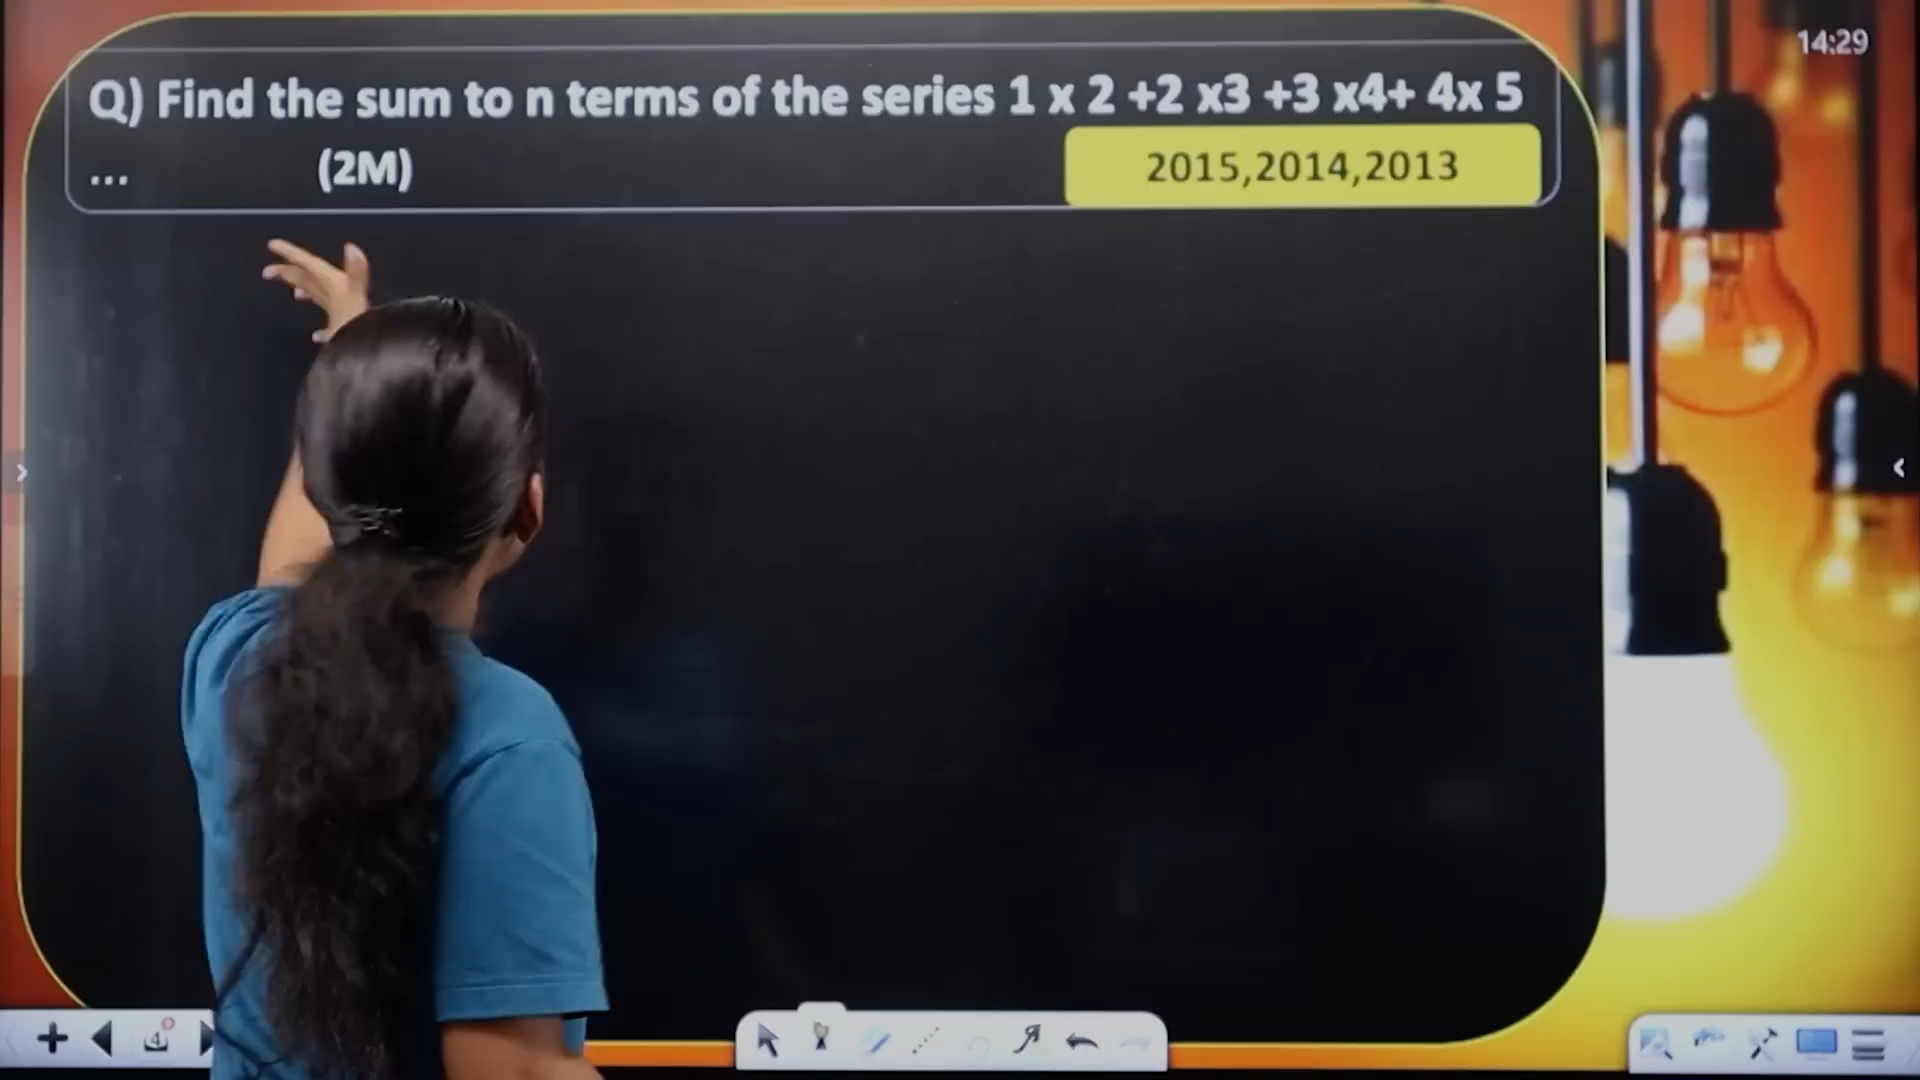 14:29
Q) Find the sum to n terms of the series 1 x 2 +2 x3 +3 x4+ 4x 5
... (2M)
2015,2014,2013
4